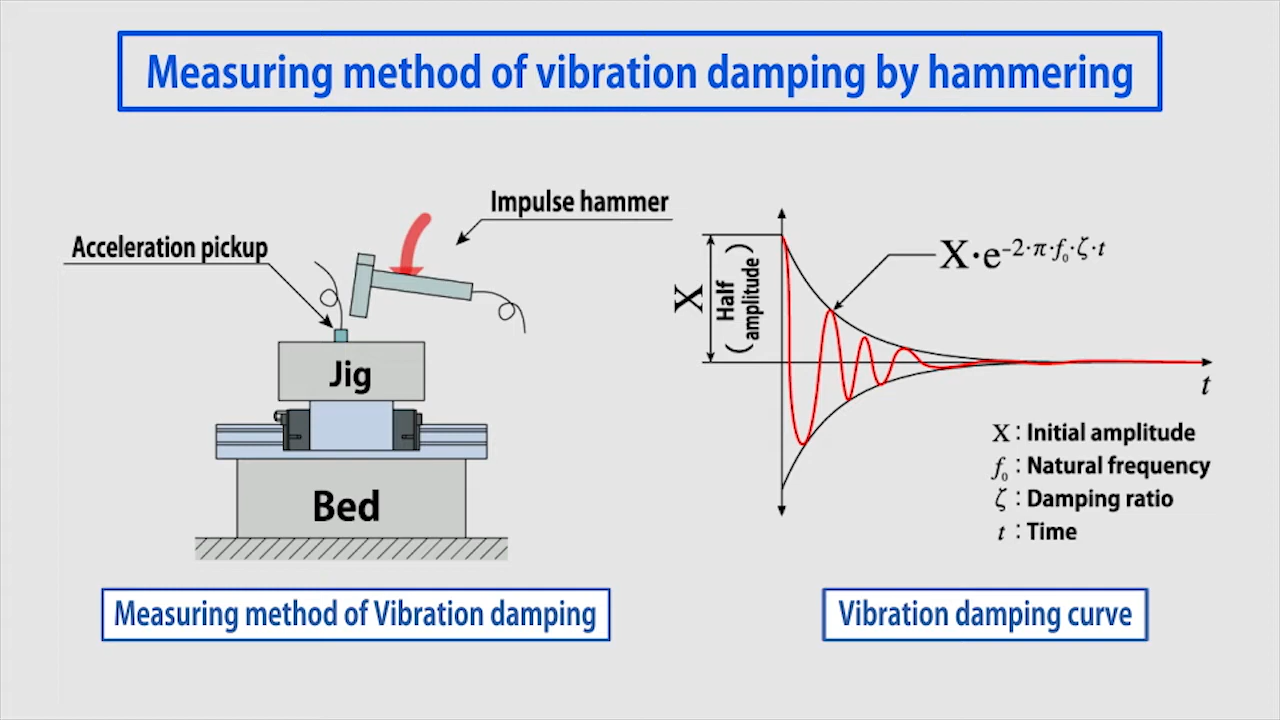 Measuring method of vibration damping by hammering
Impulse hammer
Acceleration pickup
Jig
Bed
Measuring method of Vibration damping
X
(Half amplitude)
X·e^{-2·π·f₀·ζ·t}
t
X : Initial amplitude
f₀ : Natural frequency
ζ : Damping ratio
t : Time
Vibration damping curve